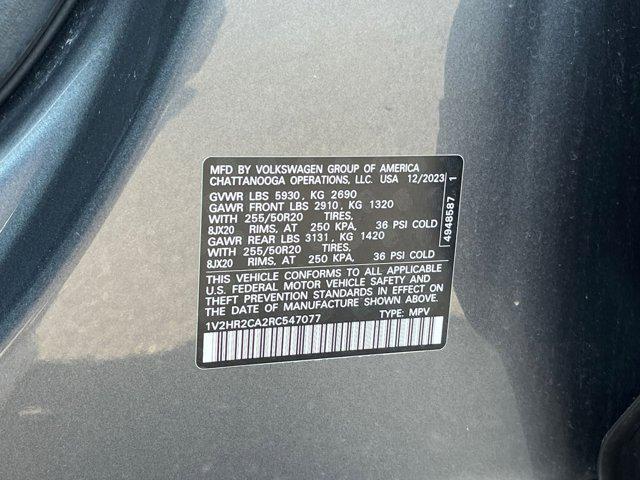 MFD BY VOLKSWAGEN GROUP OF AMERICA
CHATTANOOGA OPERATIONS, LLC. USA 12/2023
GVWR LBS 5930 , KG 2690
GAWR FRONT LBS 2910 , KG 1320
WITH 255/50R20 TIRES,
8JX20 RIMS, AT 250 KPA, 36 PSI COLD
GAWR REAR LBS 3131 , KG 1420
WITH 255/50R20 TIRES,
8JX20 RIMS, AT 250 KPA, 36 PSI COLD
THIS VEHICLE CONFORMS TO ALL APPLICABLE
U.S. FEDERAL MOTOR VEHICLE SAFETY AND
THEFT PREVENTION STANDARDS IN EFFECT ON
THE DATE OF MANUFACTURE SHOWN ABOVE.
1V2HR2CA2RC547077 TYPE: MPV
4948587 1